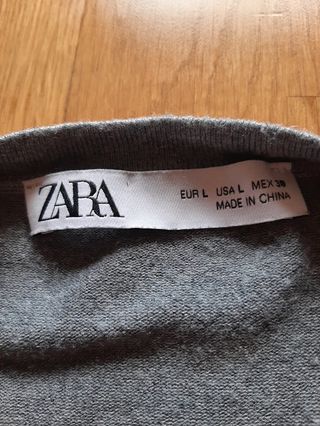 ZARA
EUR L USA L MEX 30
MADE IN CHINA